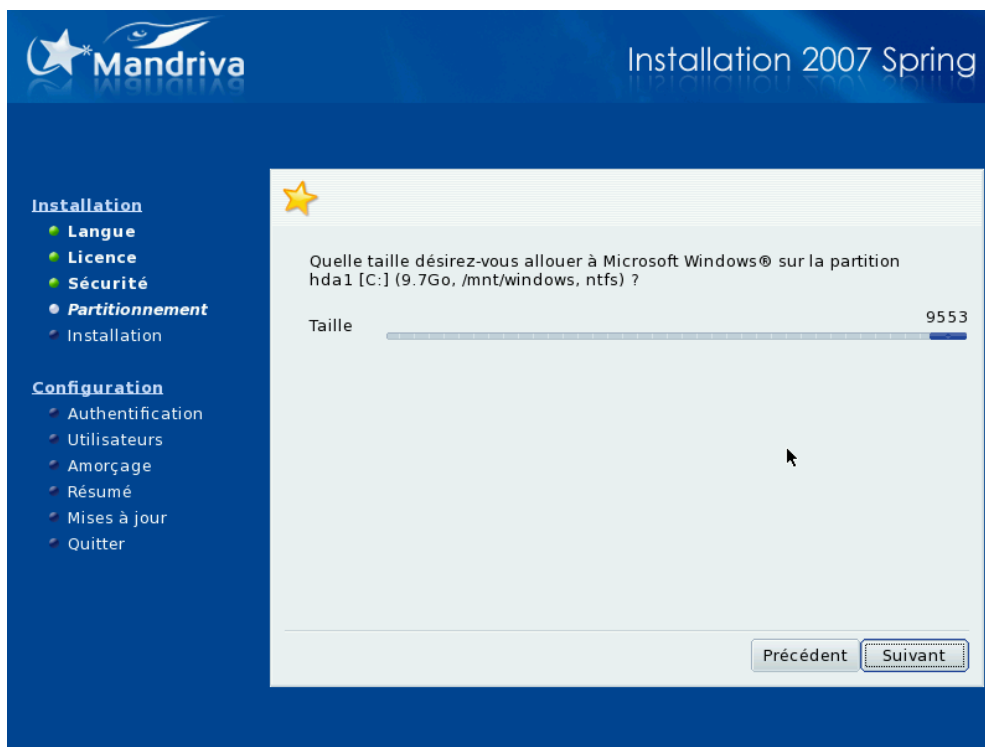 Mandriva
Installation 2007 Spring
Installation
Langue
Licence
Sécurité
Partitionnement
Installation
Configuration
Authentification
Utilisateurs
Amorçage
Résumé
Mises à jour
Quitter
Quelle taille désirez-vous allouer à Microsoft Windows® sur la partition
hda1 [C:] (9.7Go, /mnt/windows, ntfs) ?
Taille
9553
Précédent
Suivant